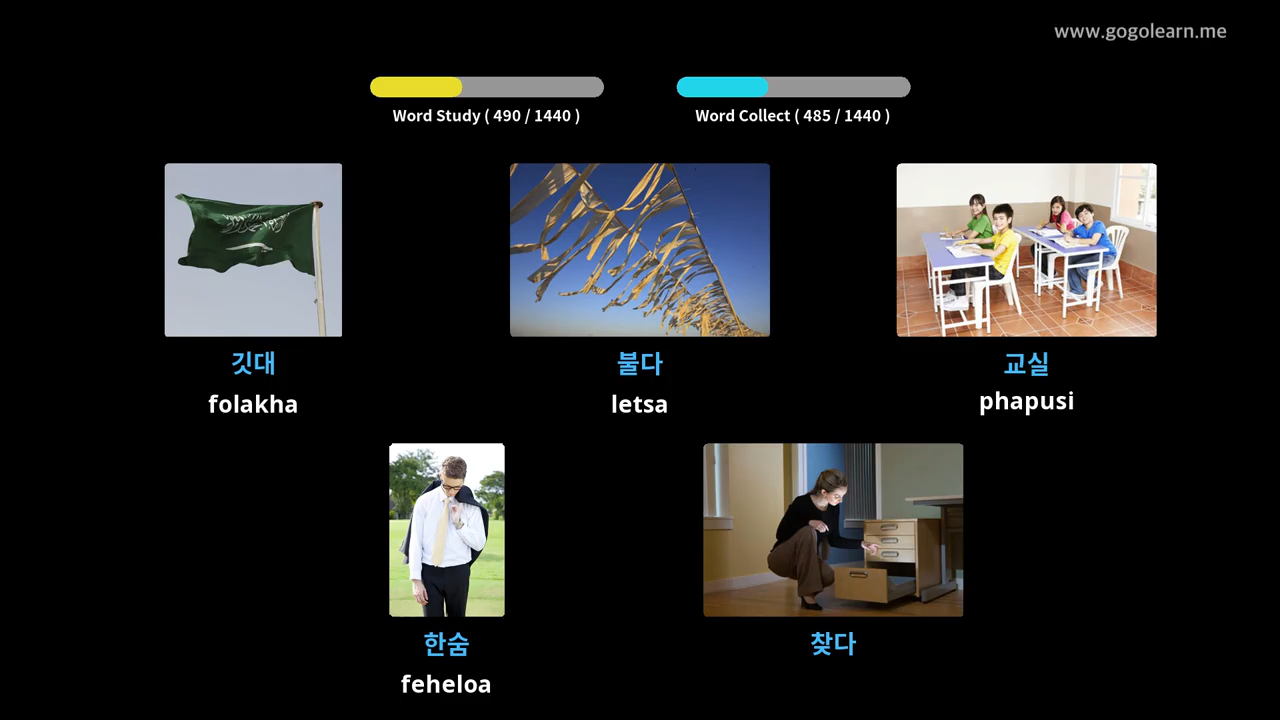 www.gogolearn.me
Word Study ( 490 / 1440 )
Word Collect ( 485 / 1440 )
깃대
folakha
불다
letsa
교실
phapusi
한숨
feheloa
찾다